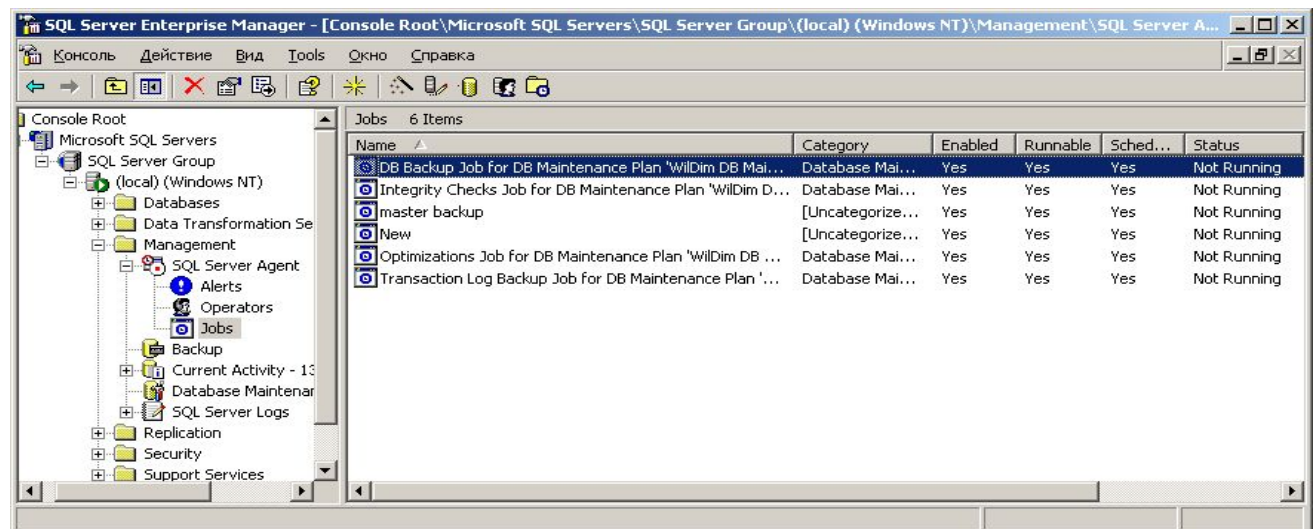 SQL Server Enterprise Manager - [Console Root\Microsoft SQL Servers\SQL Server Group\(local) (Windows NT)\Management\SQL Server A...
Консоль Действие Вид Tools Окно Справка
Console Root
Microsoft SQL Servers
SQL Server Group
(local) (Windows NT)
Databases
Data Transformation Se
Management
SQL Server Agent
Alerts
Operators
Jobs
Backup
Current Activity - 13
Database Maintenar
SQL Server Logs
Replication
Security
Support Services
Jobs 6 Items
Name Category Enabled Runnable Sched... Status
DB Backup Job for DB Maintenance Plan 'WilDim DB Mai... Database Mai... Yes Yes Yes Not Running
Integrity Checks Job for DB Maintenance Plan 'WilDim D... Database Mai... Yes Yes Yes Not Running
master backup [Uncategorize... Yes Yes Yes Not Running
New [Uncategorize... Yes Yes Yes Not Running
Optimizations Job for DB Maintenance Plan 'WilDim DB ... Database Mai... Yes Yes Yes Not Running
Transaction Log Backup Job for DB Maintenance Plan '... Database Mai... Yes Yes Yes Not Running